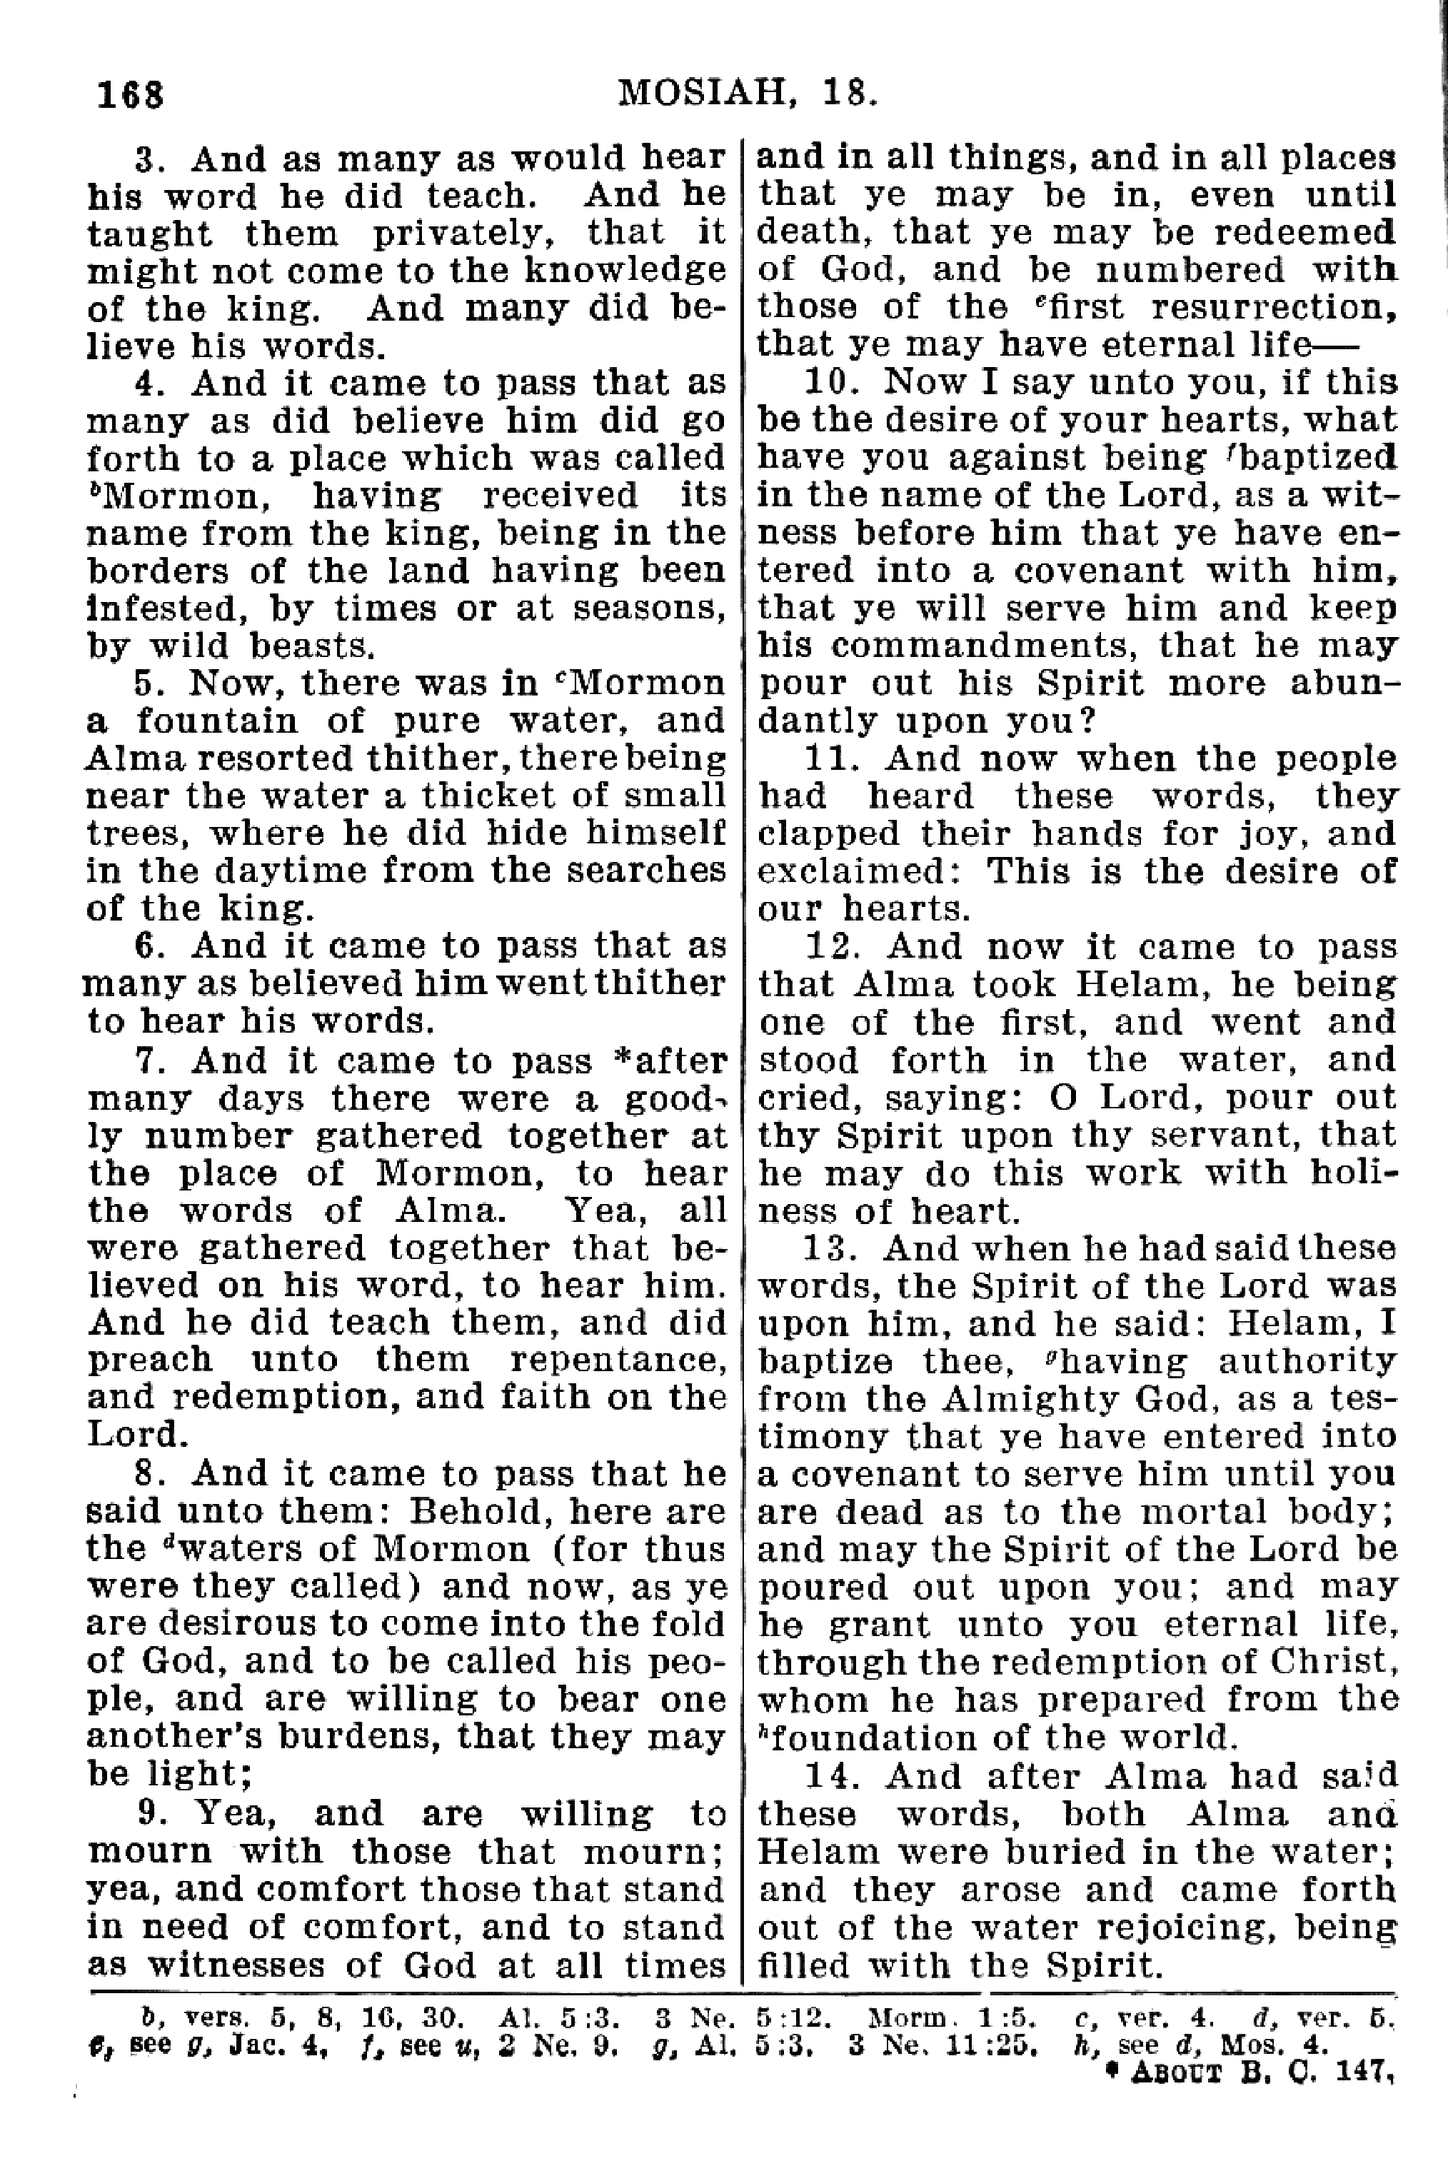 168
MOSIAH, 18.
3. And as many as would hear
his word he did teach. And he
taught them privately, that it
might not come to the knowledge
of the king. And many did be-
lieve his words.
4. And it came to pass that as
many as did believe him did go
forth to a place which was called
ᵇMormon, having received its
name from the king, being in the
borders of the land having been
infested, by times or at seasons,
by wild beasts.
5. Now, there was in ᶜMormon
a fountain of pure water, and
Alma resorted thither, there being
near the water a thicket of small
trees, where he did hide himself
in the daytime from the searches
of the king.
6. And it came to pass that as
many as believed him went thither
to hear his words.
7. And it came to pass *after
many days there were a good-
ly number gathered together at
the place of Mormon, to hear
the words of Alma. Yea, all
were gathered together that be-
lieved on his word, to hear him.
And he did teach them, and did
preach unto them repentance,
and redemption, and faith on the
Lord.
8. And it came to pass that he
said unto them: Behold, here are
the ᵈwaters of Mormon (for thus
were they called) and now, as ye
are desirous to come into the fold
of God, and to be called his peo-
ple, and are willing to bear one
another's burdens, that they may
be light;
9. Yea, and are willing to
mourn with those that mourn;
yea, and comfort those that stand
in need of comfort, and to stand
as witnesses of God at all times
and in all things, and in all places
that ye may be in, even until
death, that ye may be redeemed
of God, and be numbered with
those of the ᵉfirst resurrection,
that ye may have eternal life—
10. Now I say unto you, if this
be the desire of your hearts, what
have you against being ᶠbaptized
in the name of the Lord, as a wit-
ness before him that ye have en-
tered into a covenant with him,
that ye will serve him and keep
his commandments, that he may
pour out his Spirit more abun-
dantly upon you?
11. And now when the people
had heard these words, they
clapped their hands for joy, and
exclaimed: This is the desire of
our hearts.
12. And now it came to pass
that Alma took Helam, he being
one of the first, and went and
stood forth in the water, and
cried, saying: O Lord, pour out
thy Spirit upon thy servant, that
he may do this work with holi-
ness of heart.
13. And when he had said these
words, the Spirit of the Lord was
upon him, and he said: Helam, I
baptize thee, ᵍhaving authority
from the Almighty God, as a tes-
timony that ye have entered into
a covenant to serve him until you
are dead as to the mortal body;
and may the Spirit of the Lord be
poured out upon you; and may
he grant unto you eternal life,
through the redemption of Christ,
whom he has prepared from the
ʰfoundation of the world.
14. And after Alma had said
these words, both Alma and
Helam were buried in the water;
and they arose and came forth
out of the water rejoicing, being
filled with the Spirit.
b, vers. 5, 8, 16, 30. Al. 5:3. 3 Ne. 5:12. Morm. 1:5. c, ver. 4. d, ver. 5.
e, see g, Jac. 4. f, see u, 2 Ne. 9. g, Al. 5:3. 3 Ne. 11:25. h, see d, Mos. 4.
* ABOUT B. C. 147.